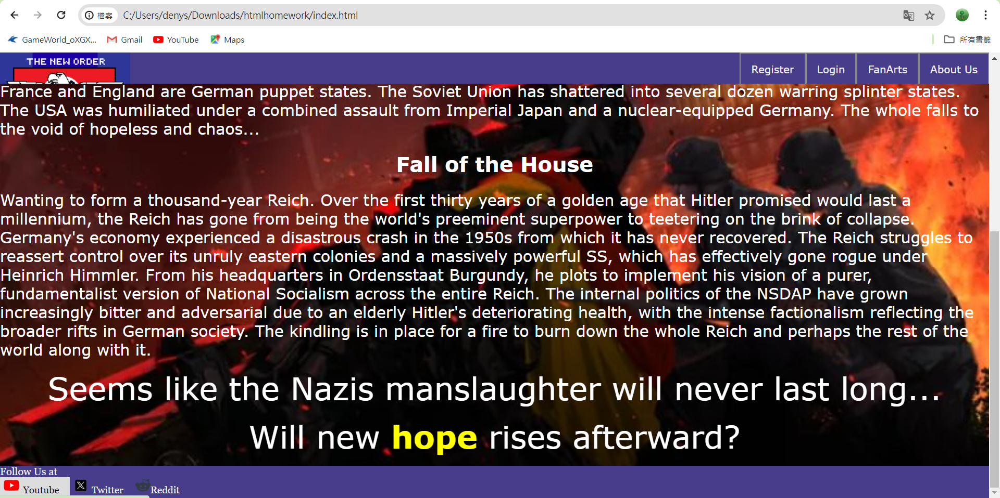 檔案 C:/Users/denys/Downloads/htmlhomework/index.html
GameWorld_oXGX... Gmail YouTube Maps 所有書籤
THE NEW ORDER
Register Login FanArts About Us
France and England are German puppet states. The Soviet Union has shattered into several dozen warring splinter states.
The USA was humiliated under a combined assault from Imperial Japan and a nuclear-equipped Germany. The whole falls to
the void of hopeless and chaos...
Fall of the House
Wanting to form a thousand-year Reich. Over the first thirty years of a golden age that Hitler promised would last a
millennium, the Reich has gone from being the world's preeminent superpower to teetering on the brink of collapse.
Germany's economy experienced a disastrous crash in the 1950s from which it has never recovered. The Reich struggles to
reassert control over its unruly eastern colonies and a massively powerful SS, which has effectively gone rogue under
Heinrich Himmler. From his headquarters in Ordensstaat Burgundy, he plots to implement his vision of a purer,
fundamentalist version of National Socialism across the entire Reich. The internal politics of the NSDAP have grown
increasingly bitter and adversarial due to an elderly Hitler's deteriorating health, with the intense factionalism reflecting the
broader rifts in German society. The kindling is in place for a fire to burn down the whole Reich and perhaps the rest of the
world along with it.
Seems like the Nazis manslaughter will never last long...
Will new hope rises afterward?
Follow Us at
Youtube Twitter Reddit